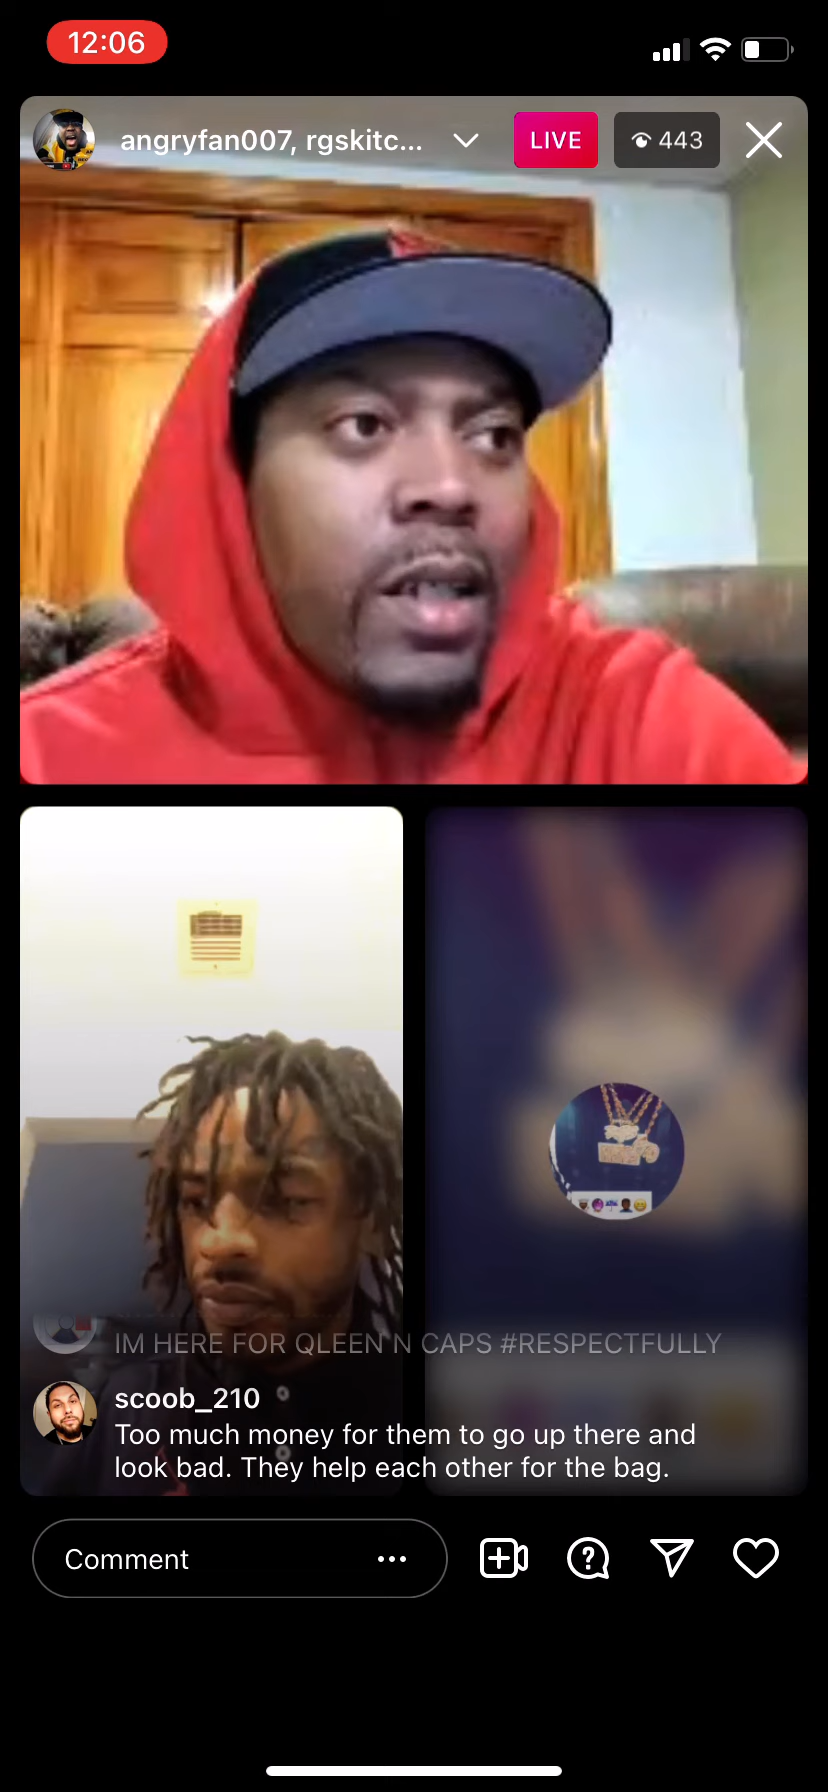 12:06
angryfan007, rgskitc...
LIVE
443
IM HERE FOR QLEEN N CAPS #RESPECTFULLY
scoob_210
Too much money for them to go up there and
look bad. They help each other for the bag.
Comment